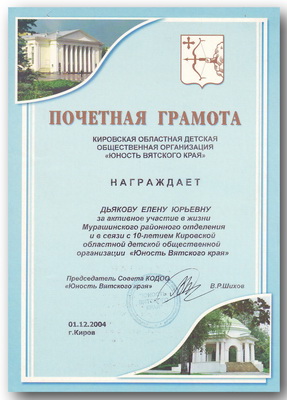 ПОЧЕТНАЯ ГРАМОТА
КИРОВСКАЯ ОБЛАСТНАЯ ДЕТСКАЯ
ОБЩЕСТВЕННАЯ ОРГАНИЗАЦИЯ
«ЮНОСТЬ ВЯТСКОГО КРАЯ»
НАГРАЖДАЕТ
ДЬЯКОВУ ЕЛЕНУ ЮРЬЕВНУ
за активное участие в жизни
Мурашинского районного отделения
и в связи с 10-летием Кировской
областной детской общественной
организации «Юность Вятского края»
Председатель Совета КОДОО
«Юность Вятского края» В.Р.Шихов
01.12.2004
г.Киров